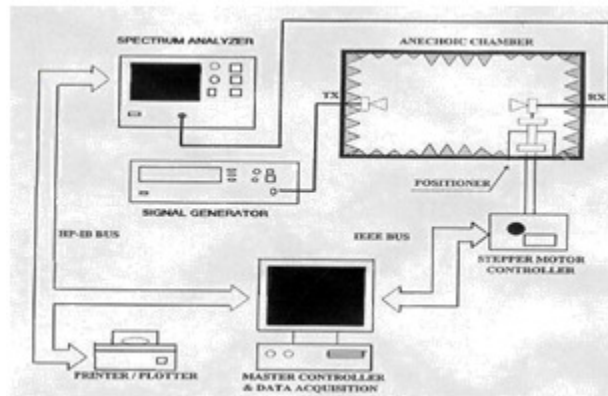 SPECTRUM ANALYZER
ANECHOIC CHAMBER
TX
RX
POSITIONER
SIGNAL GENERATOR
HP-IB BUS
IEEE BUS
STEPPER MOTOR
CONTROLLER
PRINTER / PLOTTER
MASTER CONTROLLER
& DATA ACQUISITION